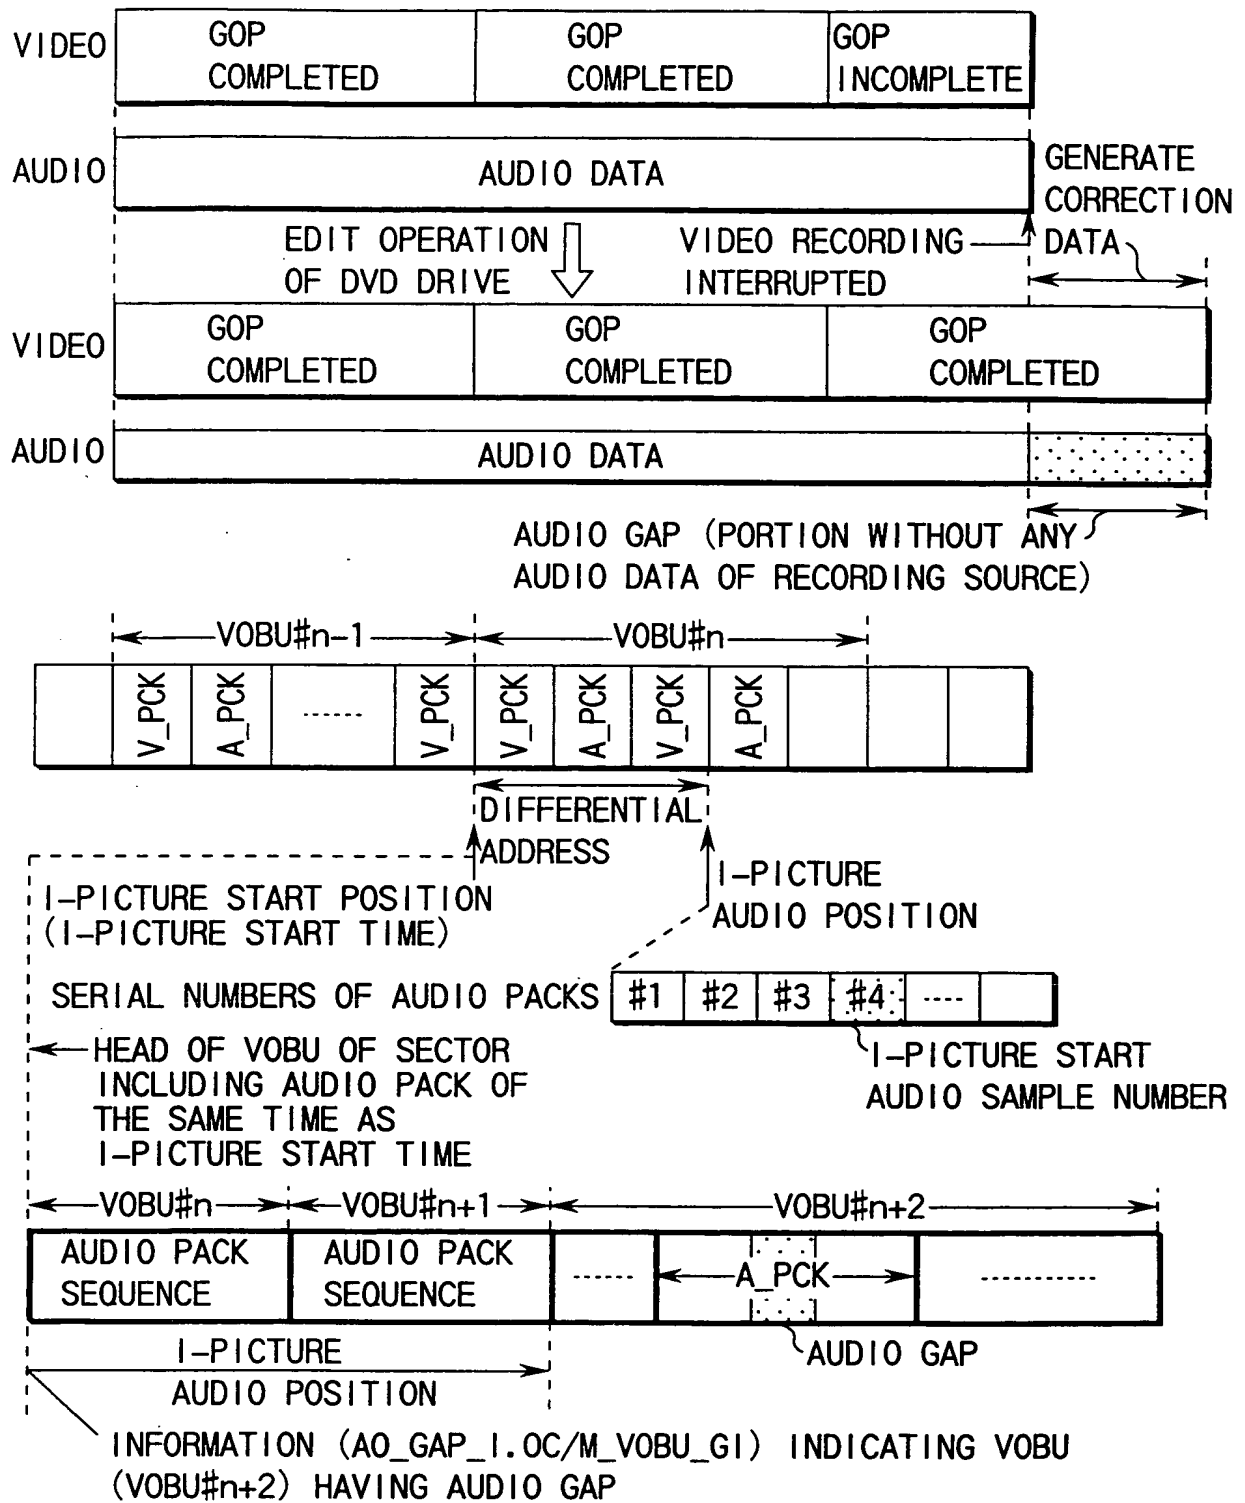 VIDEO
GOP
COMPLETED
GOP
COMPLETED
GOP
INCOMPLETE
AUDIO
AUDIO DATA
GENERATE
CORRECTION
DATA
EDIT OPERATION
OF DVD DRIVE
VIDEO RECORDING
INTERRUPTED
VIDEO
GOP
COMPLETED
GOP
COMPLETED
GOP
COMPLETED
AUDIO
AUDIO DATA
AUDIO GAP (PORTION WITHOUT ANY
AUDIO DATA OF RECORDING SOURCE)
VOBU#n-1
VOBU#n
V_PCK
A_PCK
------
V_PCK
V_PCK
A_PCK
V_PCK
A_PCK
DIFFERENTIAL
ADDRESS
I-PICTURE START POSITION
(I-PICTURE START TIME)
I-PICTURE
AUDIO POSITION
SERIAL NUMBERS OF AUDIO PACKS
#1 #2 #3 #4 ----
I-PICTURE START
AUDIO SAMPLE NUMBER
HEAD OF VOBU OF SECTOR
INCLUDING AUDIO PACK OF
THE SAME TIME AS
I-PICTURE START TIME
VOBU#n
VOBU#n+1
VOBU#n+2
AUDIO PACK
SEQUENCE
AUDIO PACK
SEQUENCE
------
A_PCK
-----------
AUDIO GAP
I-PICTURE
AUDIO POSITION
INFORMATION (AO_GAP_I.OC/M_VOBU_GI) INDICATING VOBU
(VOBU#n+2) HAVING AUDIO GAP